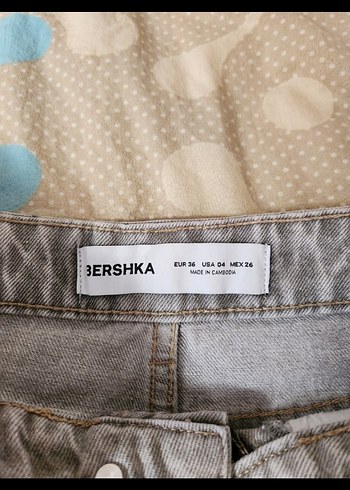 BERSHKA
EUR 36 USA 04 MEX 26
MADE IN CAMBODIA